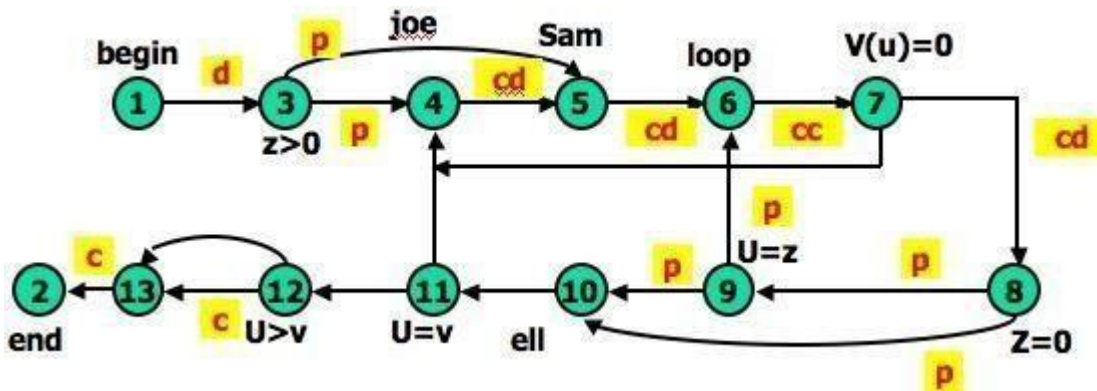 joe
Sam
begin
p
loop
V(u)=0
d
cd
1
3
4
5
6
7
z>0
p
cd
cc
cd
p
U=z
c
p
p
2
13
12
11
10
9
8
end
c
U>v
U=v
ell
Z=0
p